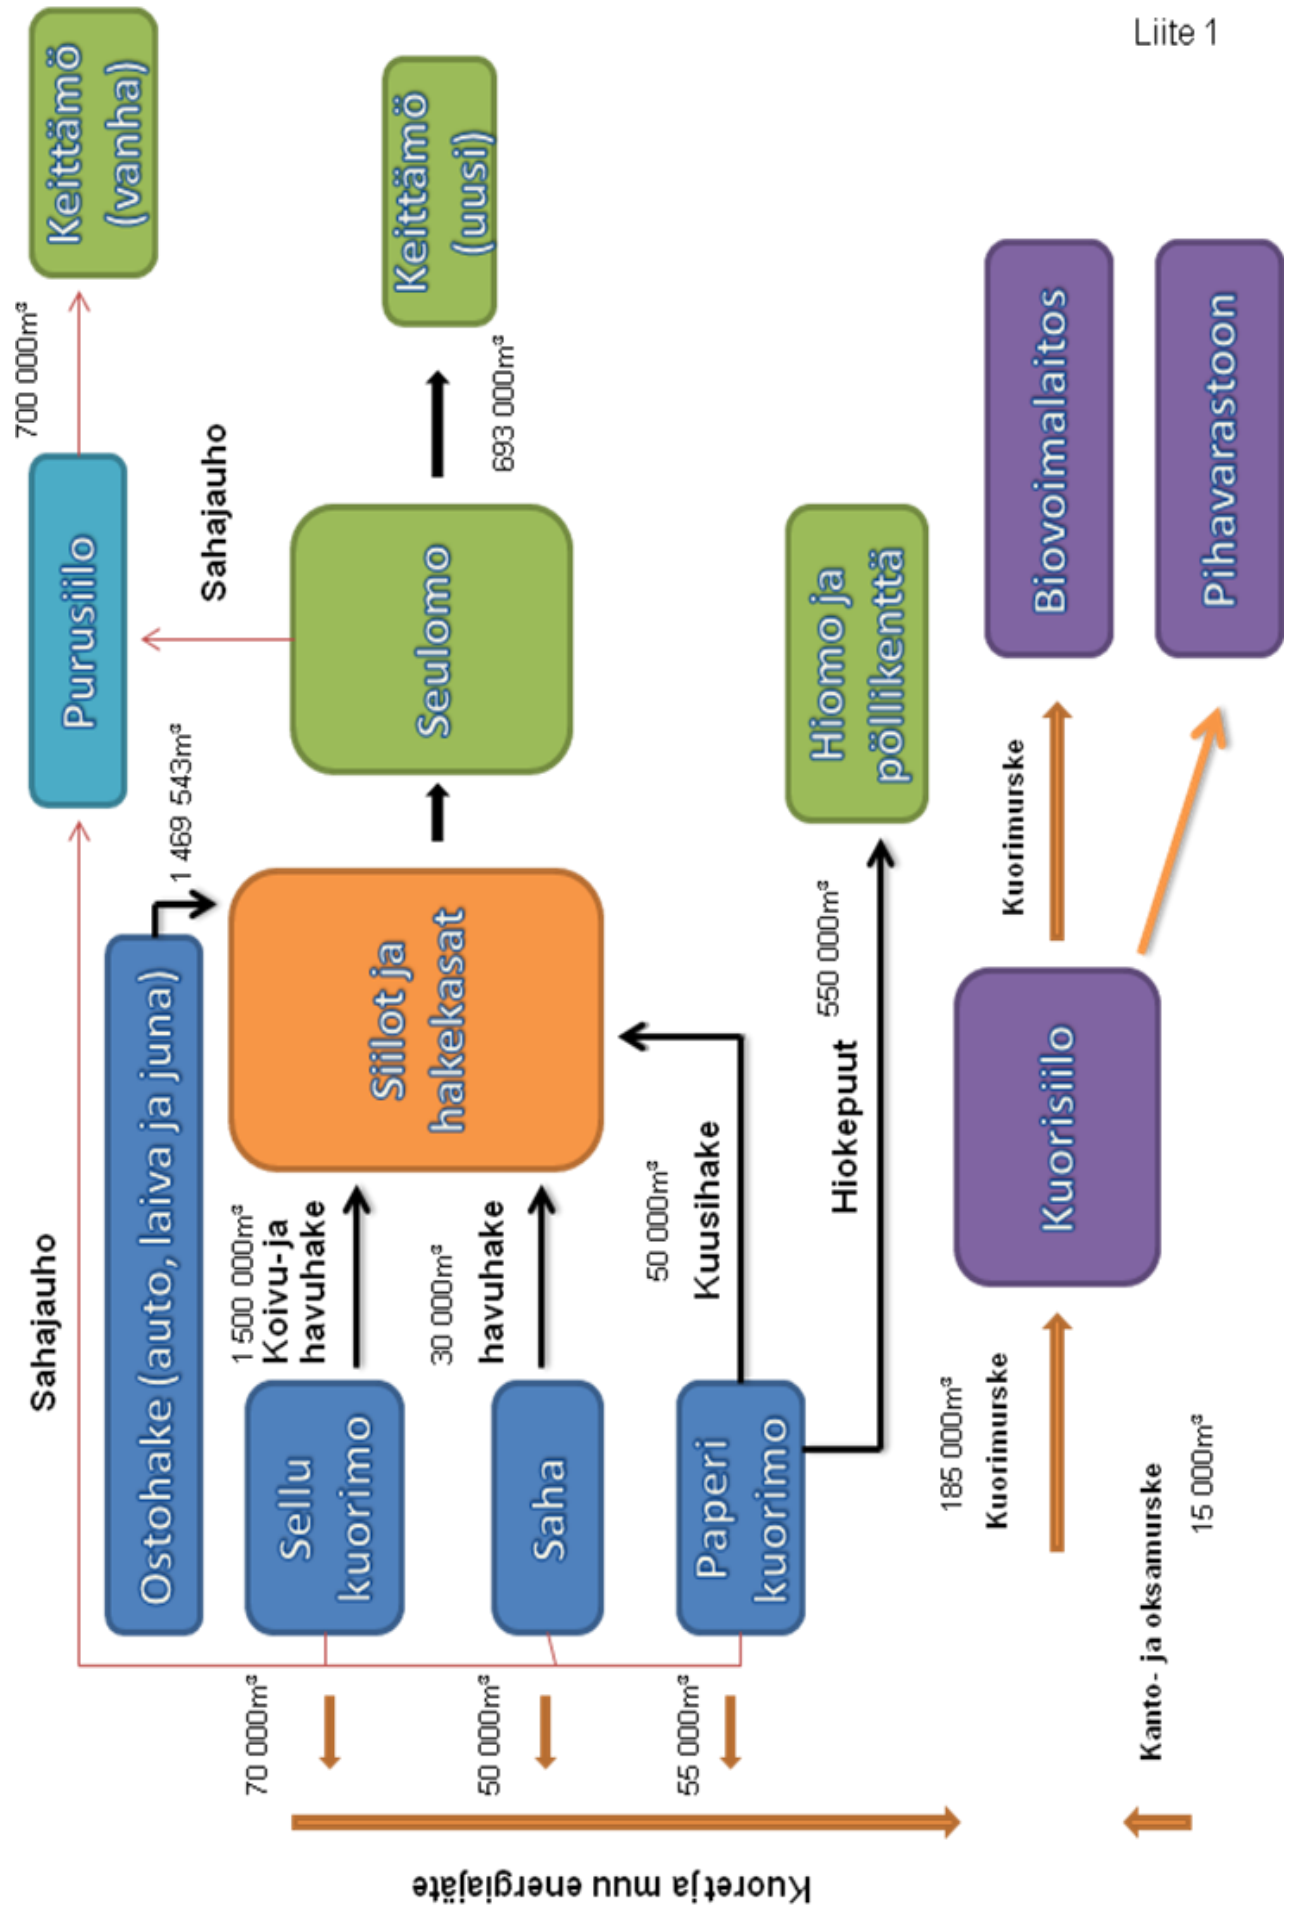 Liite 1
Sahajauho
700 000m³
Purusiilo
Keittämö
(vanha)
Ostohake (auto, laiva ja juna)
1 469 543m³
Sahajauho
Sellu
kuorimo
1 500 000m³
Koivu-ja
havuhake
Siilot ja
hakekasat
Seulomo
Keittämö
(uusi)
693 000m³
Saha
30 000m³
havuhake
Paperi
kuorimo
50 000m³
Kuusihake
Hiokepuut
550 000m³
Hiomo ja
pöllikenttä
70 000m³
50 000m³
55 000m³
Kuoret ja muu energiajäte
185 000m³
Kuorimurske
Kuorisiilo
Kuorimurske
Biovoimalaitos
Pihavarastoon
Kanto- ja oksamurske
15 000m³